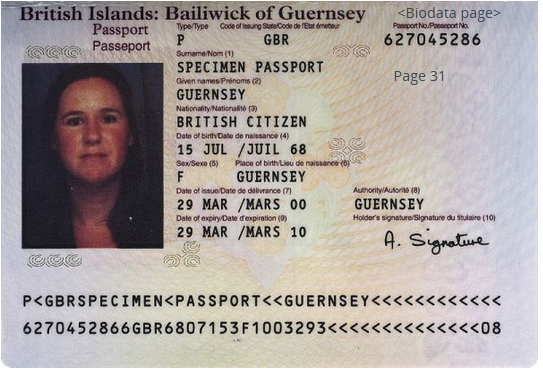 British Islands: Bailiwick of Guernsey
<Biodata page>
Passport
Passeport
Type/Type Code of Issuing State/Code de l'Etat émetteur Passport No./Passeport No.
P GBR 627045286
Page 31
Surname/Nom (1)
SPECIMEN PASSPORT
Given names/Prénoms (2)
GUERNSEY
Nationality/Nationalité (3)
BRITISH CITIZEN
Date of birth/Date de naissance (4)
15 JUL /JUIL 68
Sex/Sexe (5) Place of birth/Lieu de naissance (6)
F GUERNSEY
Date of issue/Date de délivrance (7) Authority/Autorité (8)
29 MAR /MARS 00 GUERNSEY
Date of expiry/Date d'expiration (9) Holder's signature/Signature du titulaire (10)
29 MAR /MARS 10 A. Signature
P<GBRSPECIMEN<PASSPORT<<GUERNSEY<<<<<<<<<<<<
6270452866GBR6807153F1003293<<<<<<<<<<<<<<08